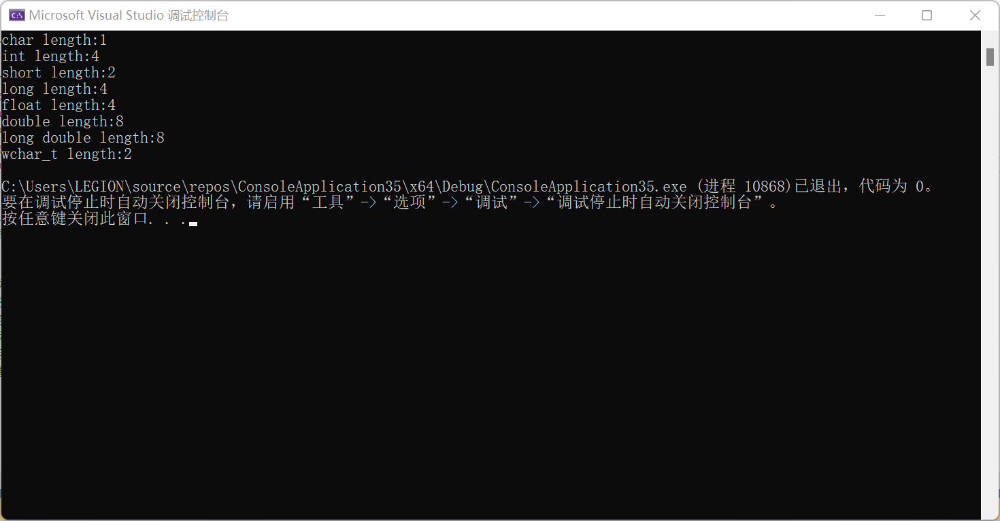 Microsoft Visual Studio 调试控制台
char length:1
int length:4
short length:2
long length:4
float length:4
double length:8
long double length:8
wchar_t length:2
C:\Users\LEGION\source\repos\ConsoleApplication35\x64\Debug\ConsoleApplication35.exe (进程 10868)已退出，代码为 0。
要在调试停止时自动关闭控制台，请启用“工具”->“选项”->“调试”->“调试停止时自动关闭控制台”。
按任意键关闭此窗口. . .